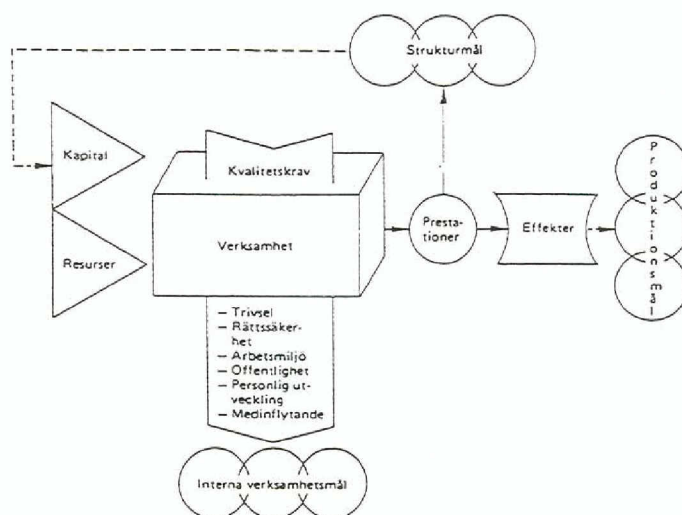 Strukturmål
Kapital
Kvalitetskrav
Resurser
Verksamhet
Presta-
tioner
Effekter
Produktionsmål
— Trivsel
— Rättssäker-
het
— Arbetsmiljö
— Offentlighet
— Personlig ut-
veckling
— Medinflytande
Interna verksamhetsmål